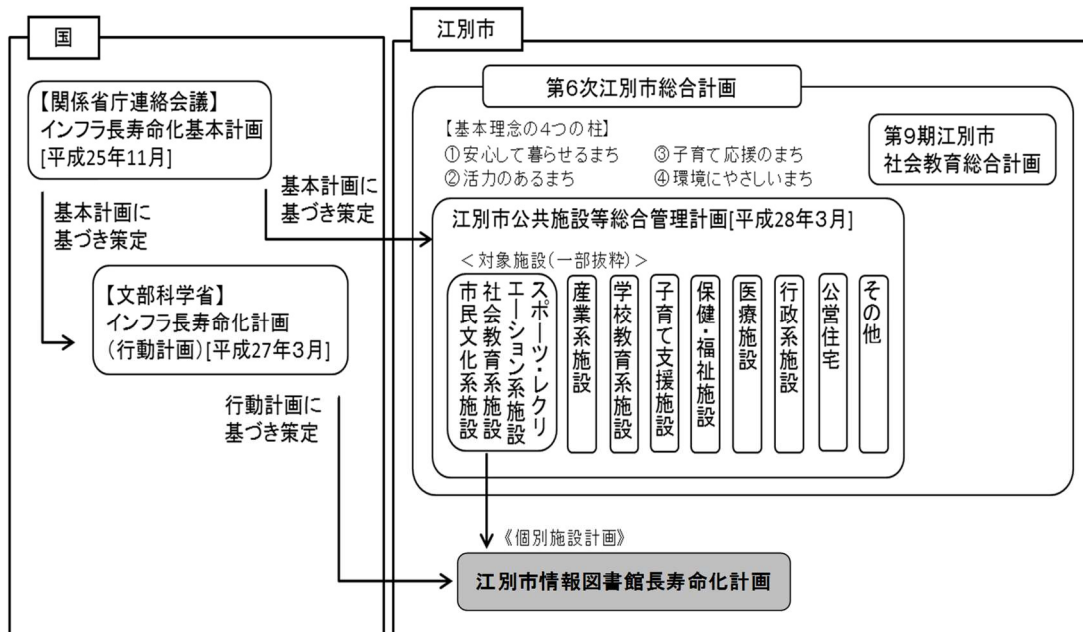 国
【関係省庁連絡会議】
インフラ長寿命化基本計画
[平成25年11月]
基本計画に
基づき策定
基本計画に
基づき策定
【文部科学省】
インフラ長寿命化計画
(行動計画)[平成27年3月]
行動計画に
基づき策定
江別市
第6次江別市総合計画
【基本理念の4つの柱】
①安心して暮らせるまち　③子育て応援のまち
②活力のあるまち　④環境にやさしいまち
第9期江別市
社会教育総合計画
江別市公共施設等総合管理計画[平成28年3月]
＜対象施設(一部抜粋)＞
スポーツ・レクリ
エーション系施設
社会教育系施設
市民文化系施設
産業系施設
学校教育系施設
子育て支援施設
保健・福祉施設
医療施設
行政系施設
公営住宅
その他
《個別施設計画》
江別市情報図書館長寿命化計画